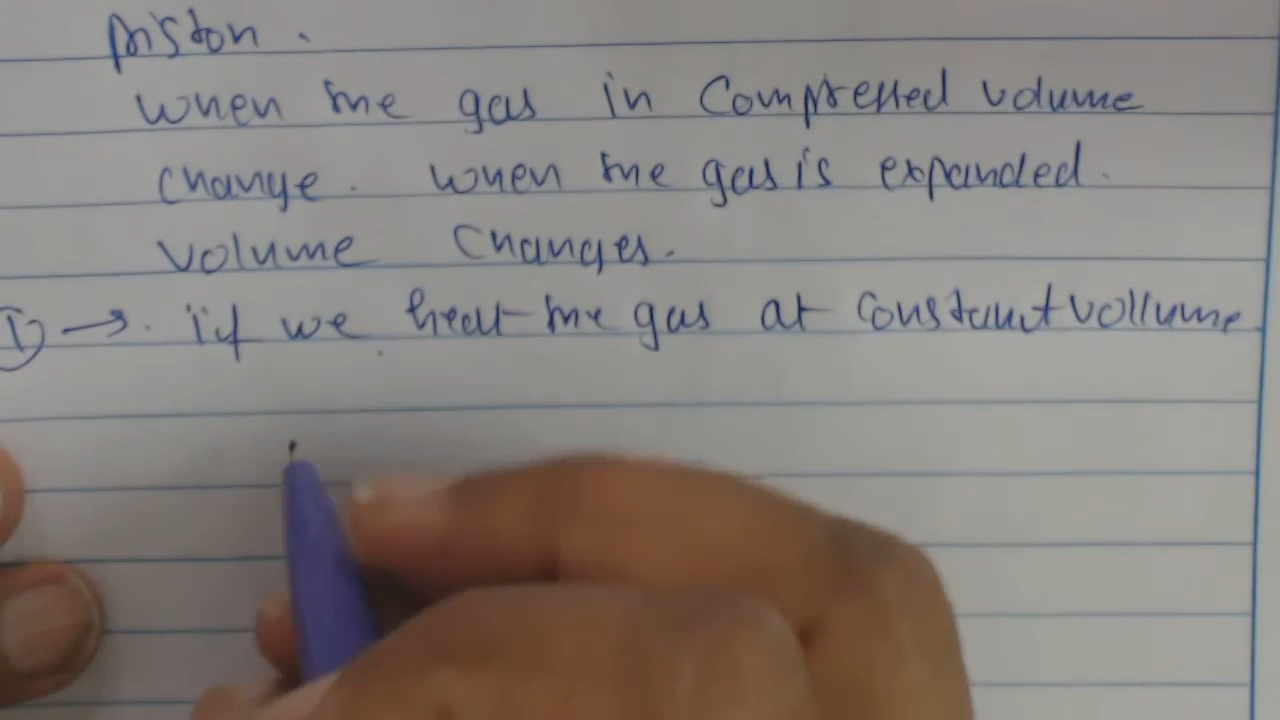 piston.
when the gas in compressed volume
change. when the gas is expanded.
volume changes.
1) → if we heat the gas at constant vollume